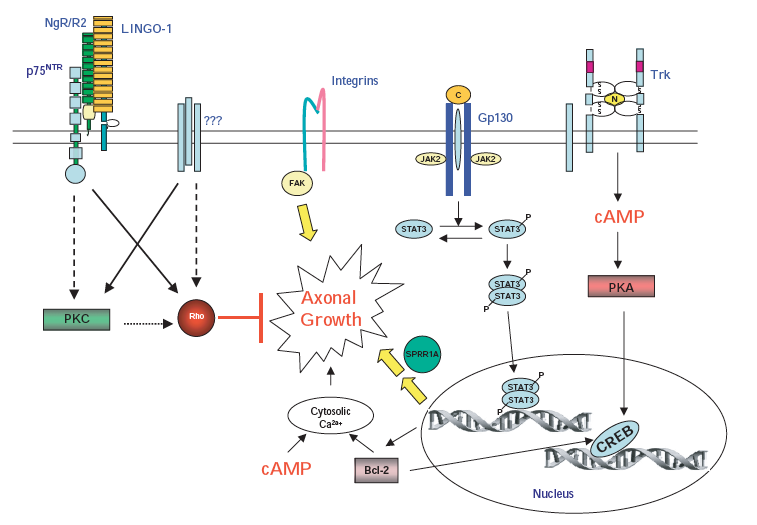 NgR/R2
LINGO-1
p75NTR
???
Integrins
C
Gp130
Trk
S
S
S
S
N
S
S
S
S
JAK2
JAK2
FAK
STAT3
STAT3
P
cAMP
STAT3
STAT3
P
P
PKA
Axonal
Growth
PKC
Rho
SPRR1A
STAT3
STAT3
P
P
Cytosolic
Ca2++
CREB
cAMP
Bcl-2
Nucleus